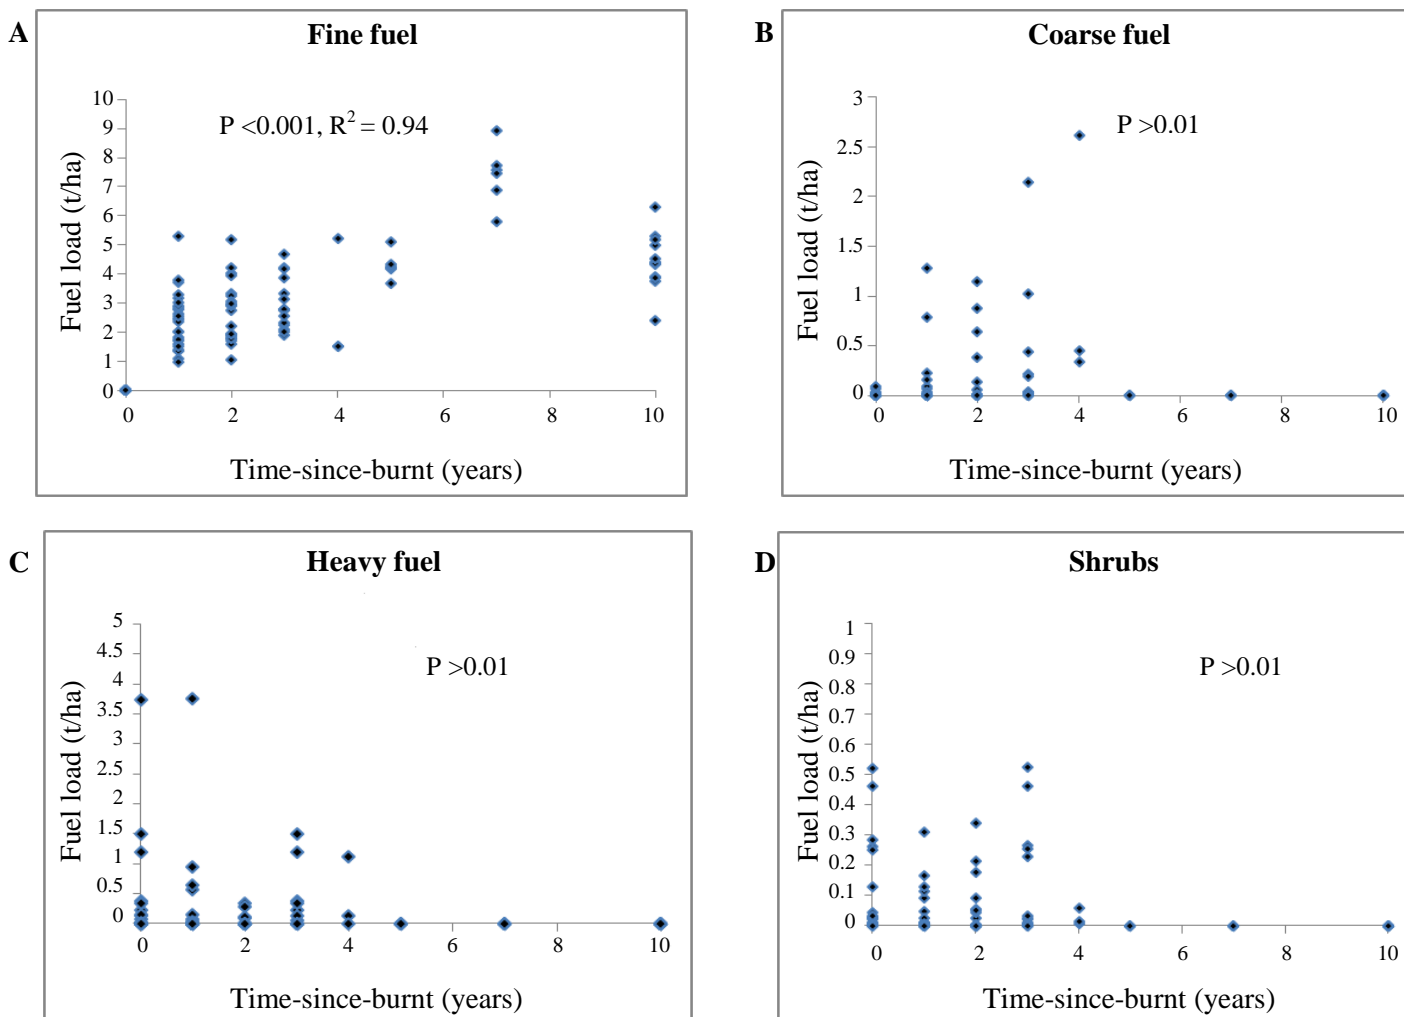 A
Fine fuel
P <0.001, R² = 0.94
Fuel load (t/ha)
10
9
8
7
6
5
4
3
2
1
0
0 2 4 6 8 10
Time-since-burnt (years)
B
Coarse fuel
P >0.01
Fuel load (t/ha)
3
2.5
2
1.5
1
0.5
0
0 2 4 6 8 10
Time-since-burnt (years)
C
Heavy fuel
P >0.01
Fuel load (t/ha)
5
4.5
4
3.5
3
2.5
2
1.5
1
0.5
0
0 2 4 6 8 10
Time-since-burnt (years)
D
Shrubs
P >0.01
Fuel load (t/ha)
1
0.9
0.8
0.7
0.6
0.5
0.4
0.3
0.2
0.1
0
0 2 4 6 8 10
Time-since-burnt (years)